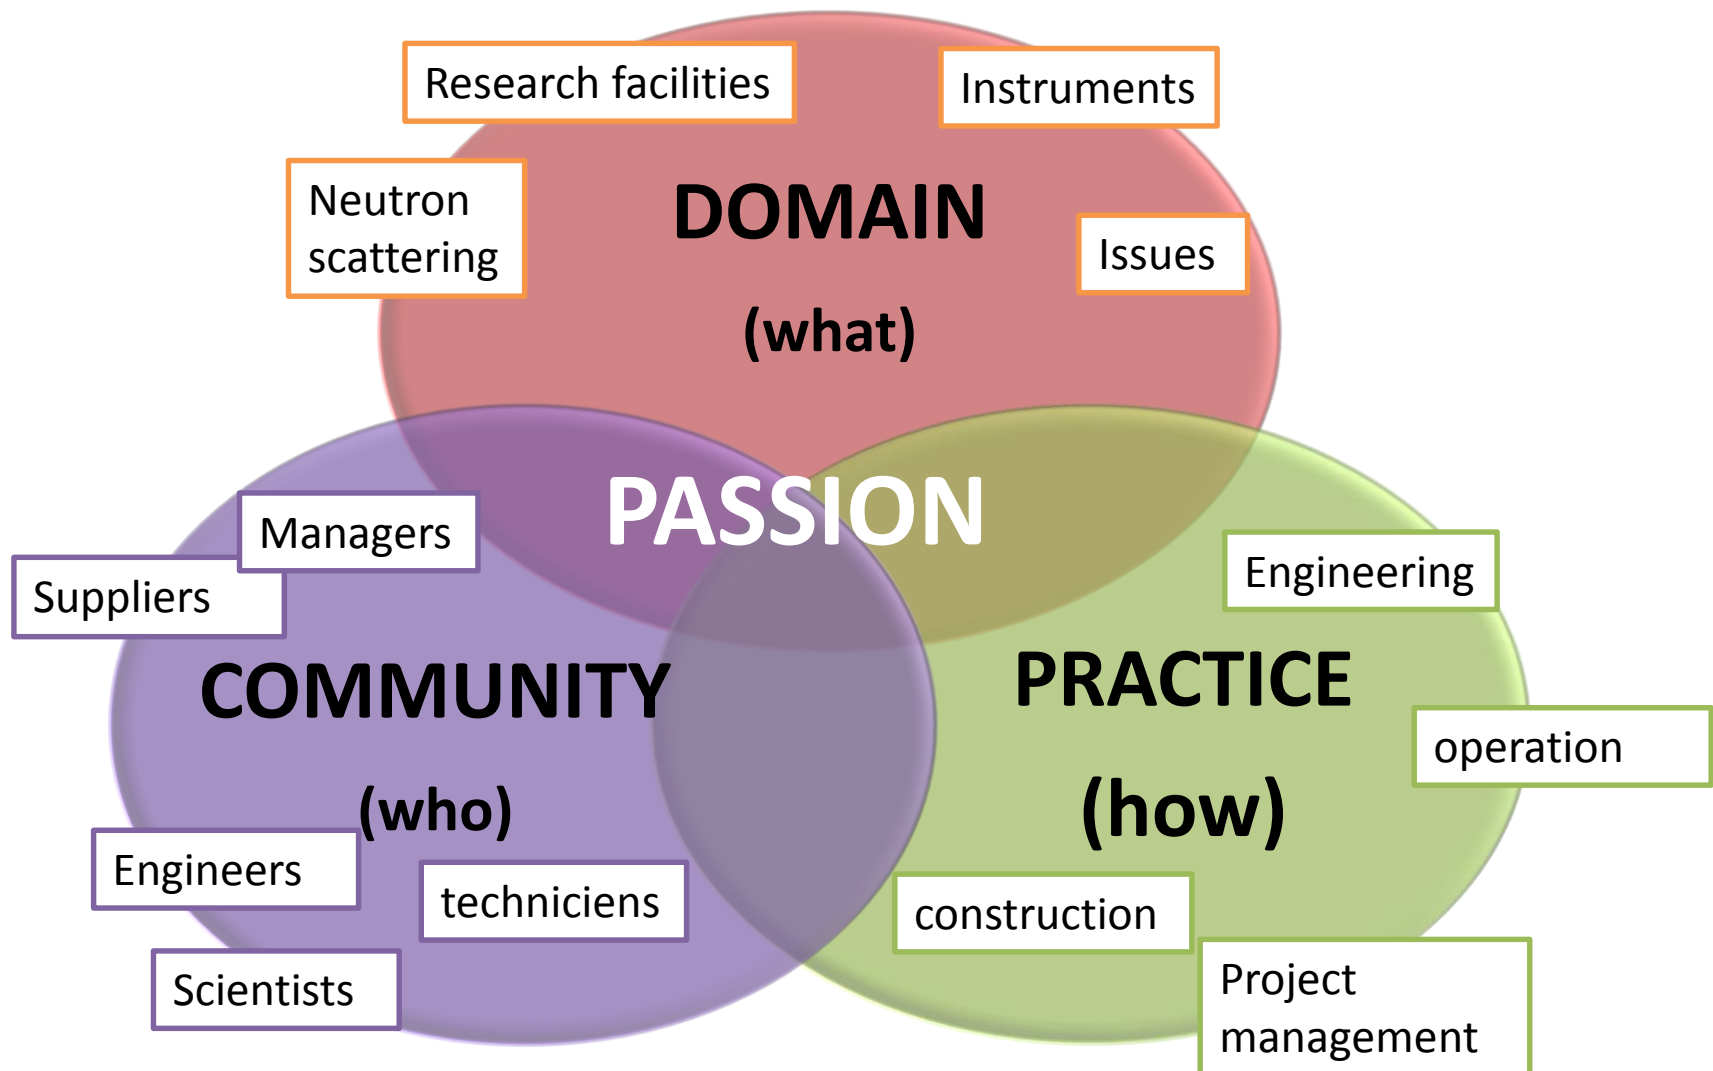 Research facilities
Instruments
Neutron
scattering
DOMAIN
Issues
(what)
PASSION
Managers
Suppliers
Engineering
COMMUNITY
PRACTICE
operation
(who)
(how)
Engineers
techniciens
construction
Scientists
Project
management